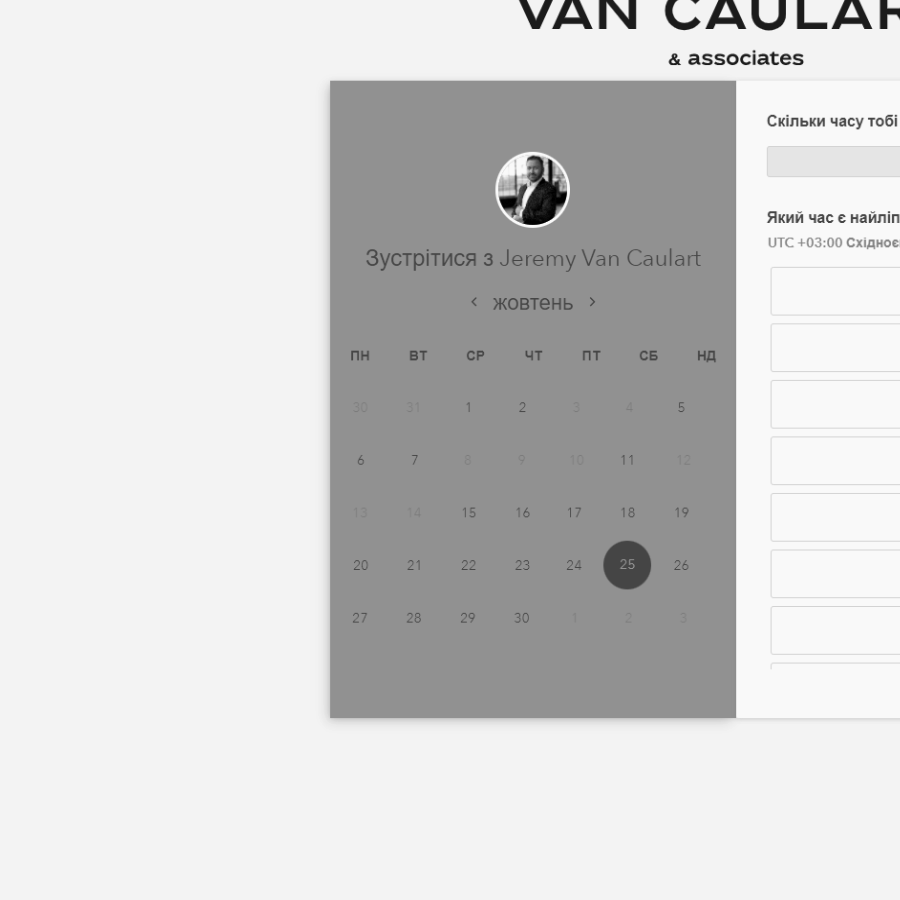 VAN CAULAR
& associates
Зустрітися з Jeremy Van Caulart
жовтень
ПН ВТ СР ЧТ ПТ СБ НД
30 31 1 2 3 4 5
6 7 8 9 10 11 12
13 14 15 16 17 18 19
20 21 22 23 24 25 26
27 28 29 30 1 2 3
Скільки часу тобі
Який час є найліп
UTC +03:00 Східноє